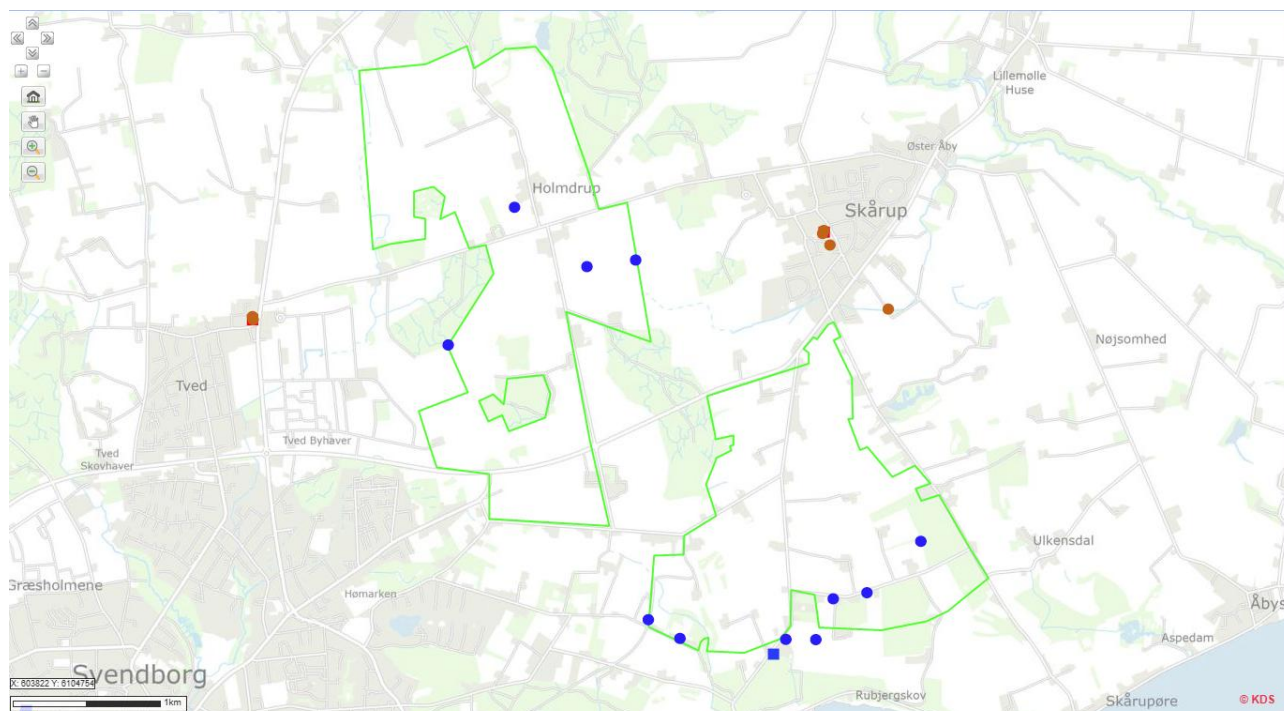 Lillemølle
Huse
Øster Åby
Holmdrup
Skårup
Nøjsomhed
Tved
Tved Byhaver
Tved
Skovhaver
Ulkensdal
Græsholmene
Hømarken
Åbys
Aspedam
Svendborg
X: 603822 Y: 6104754
Rubjergskov
1km
Skårupøre
© KDS